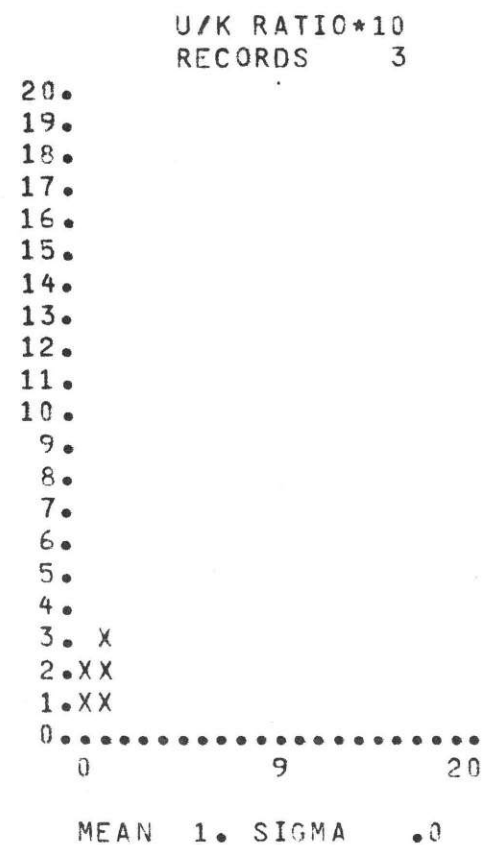 U/K RATIO*10
RECORDS 3
20.
19.
18.
17.
16.
15.
14.
13.
12.
11.
10.
9.
8.
7.
6.
5.
4.
3. X
2.XX
1.XX
0.....................
0 9 20
MEAN 1. SIGMA .0